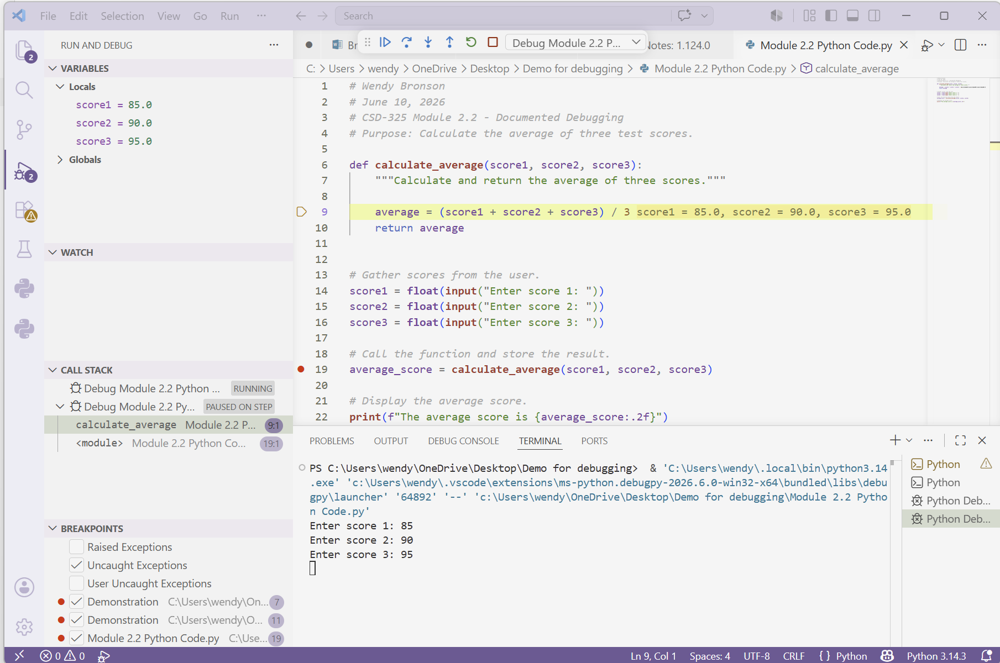 File Edit Selection View Go Run ··· Search
RUN AND DEBUG ···
VARIABLES
Locals
score1 = 85.0
score2 = 90.0
score3 = 95.0
Globals
WATCH
CALL STACK
Debug Module 2.2 Python ... RUNNING
Debug Module 2.2 Py... PAUSED ON STEP
calculate_average Module 2.2 P... 9:1
<module> Module 2.2 Python Co... 19:1
BREAKPOINTS
Raised Exceptions
Uncaught Exceptions
User Uncaught Exceptions
Demonstration C:\Users\wendy\On... 7
Demonstration C:\Users\wendy\O... 11
Module 2.2 Python Code.py C:\Use... 19
2
2
Br Debug Module 2.2 P... Notes: 1.124.0 Module 2.2 Python Code.py ···
C: > Users > wendy > OneDrive > Desktop > Demo for debugging > Module 2.2 Python Code.py > calculate_average
1 # Wendy Bronson
2 # June 10, 2026
3 # CSD-325 Module 2.2 - Documented Debugging
4 # Purpose: Calculate the average of three test scores.
5
6 def calculate_average(score1, score2, score3):
7 """Calculate and return the average of three scores."""
8
9 average = (score1 + score2 + score3) / 3 score1 = 85.0, score2 = 90.0, score3 = 95.0
10 return average
11
12
13 # Gather scores from the user.
14 score1 = float(input("Enter score 1: "))
15 score2 = float(input("Enter score 2: "))
16 score3 = float(input("Enter score 3: "))
17
18 # Call the function and store the result.
19 average_score = calculate_average(score1, score2, score3)
20
21 # Display the average score.
22 print(f"The average score is {average_score:.2f}")
PROBLEMS OUTPUT DEBUG CONSOLE TERMINAL PORTS ···
PS C:\Users\wendy\OneDrive\Desktop\Demo for debugging> & 'C:\Users\wendy\.local\bin\python3.14
.exe' 'c:\Users\wendy\.vscode\extensions\ms-python.debugpy-2026.6.0-win32-x64\bundled\libs\debu
gpy\launcher' '64892' '--' 'c:\Users\wendy\OneDrive\Desktop\Demo for debugging\Module 2.2 Pytho
n Code.py'
Enter score 1: 85
Enter score 2: 90
Enter score 3: 95
Python
Python
Python Deb...
Python Deb...
0 0 Ln 9, Col 1 Spaces: 4 UTF-8 CRLF {} Python Python 3.14.3